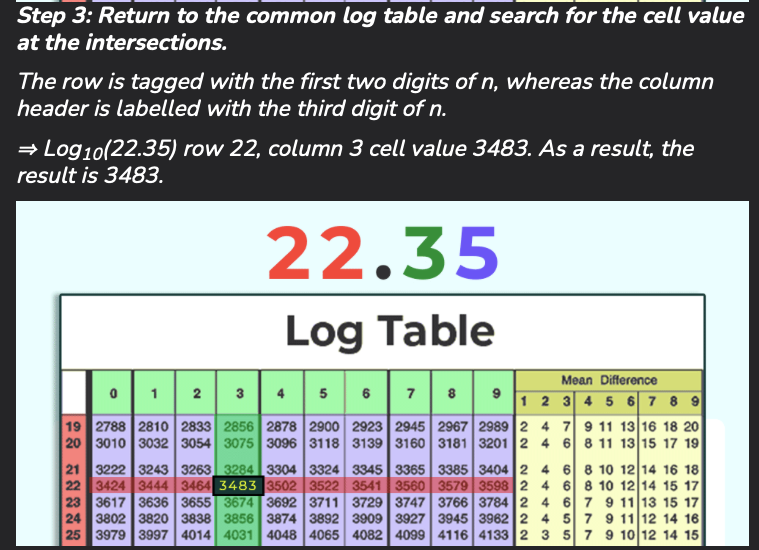 Step 3: Return to the common log table and search for the cell value
at the intersections.
The row is tagged with the first two digits of n, whereas the column
header is labelled with the third digit of n.
⇒ Log10(22.35) row 22, column 3 cell value 3483. As a result, the
result is 3483.
22.35
Log Table
Mean Difference
0 1 2 3 4 5 6 7 8 9 1 2 3 4 5 6 7 8 9
19 2788 2810 2833 2856 2878 2900 2923 2945 2967 2989 2 4 7 9 11 13 16 18 20
20 3010 3032 3054 3075 3096 3118 3139 3160 3181 3201 2 4 6 8 11 13 15 17 19
21 3222 3243 3263 3284 3304 3324 3345 3365 3385 3404 2 4 6 8 10 12 14 16 18
22 3424 3444 3464 3483 3502 3522 3541 3560 3579 3598 2 4 6 8 10 12 14 15 17
23 3617 3636 3655 3674 3692 3711 3729 3747 3766 3784 2 4 6 7 9 11 13 15 17
24 3802 3820 3838 3856 3874 3892 3909 3927 3945 3962 2 4 5 7 9 11 12 14 16
25 3979 3997 4014 4031 4048 4065 4082 4099 4116 4133 2 3 5 7 9 10 12 14 15